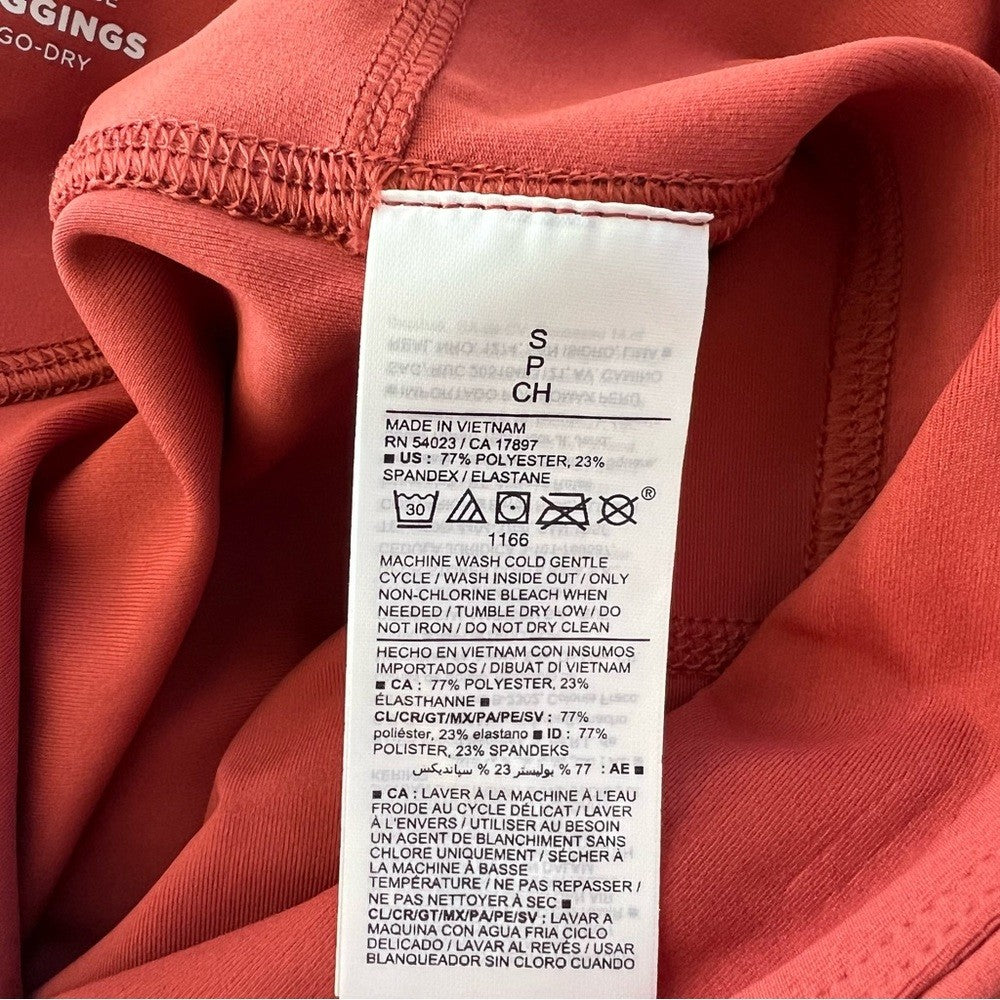 GGINGS
GO-DRY
S
P
CH
MADE IN VIETNAM
RN 54023 / CA 17897
■ US : 77% POLYESTER, 23%
SPANDEX / ELASTANE
30
®
1166
MACHINE WASH COLD GENTLE
CYCLE / WASH INSIDE OUT / ONLY
NON-CHLORINE BLEACH WHEN
NEEDED / TUMBLE DRY LOW / DO
NOT IRON / DO NOT DRY CLEAN
HECHO EN VIETNAM CON INSUMOS
IMPORTADOS / DIBUAT DI VIETNAM
■ CA : 77% POLYESTER, 23%
ÉLASTHANNE ■
CL/CR/GT/MX/PA/PE/SV : 77%
poliéster, 23% elastano ■ ID : 77%
POLISTER, 23% SPANDEKS
■ AE : 77 % بوليستر 23 % سبانديكس
■ CA : LAVER À LA MACHINE À L'EAU
FROIDE AU CYCLE DÉLICAT / LAVER
À L'ENVERS / UTILISER AU BESOIN
UN AGENT DE BLANCHIMENT SANS
CHLORE UNIQUEMENT / SÉCHER À
LA MACHINE À BASSE
TEMPÉRATURE / NE PAS REPASSER /
NE PAS NETTOYER À SEC ■
CL/CR/GT/MX/PA/PE/SV : LAVAR A
MAQUINA CON AGUA FRIA CICLO
DELICADO / LAVAR AL REVÉS / USAR
BLANQUEADOR SIN CLORO CUANDO